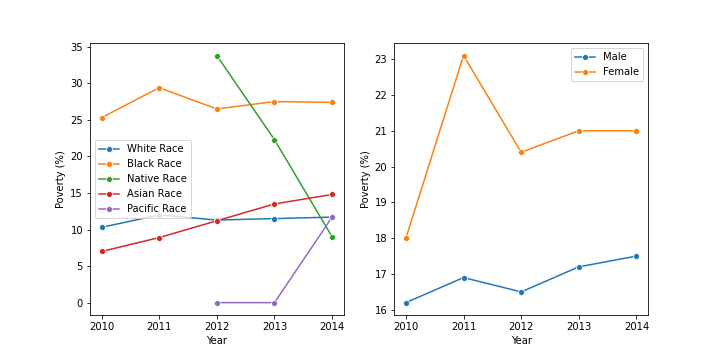 35
30
25
20
15
10
5
0
Poverty (%)
White Race
Black Race
Native Race
Asian Race
Pacific Race
2010 2011 2012 2013 2014
Year
23
22
21
20
19
18
17
16
Poverty (%)
Male
Female
2010 2011 2012 2013 2014
Year